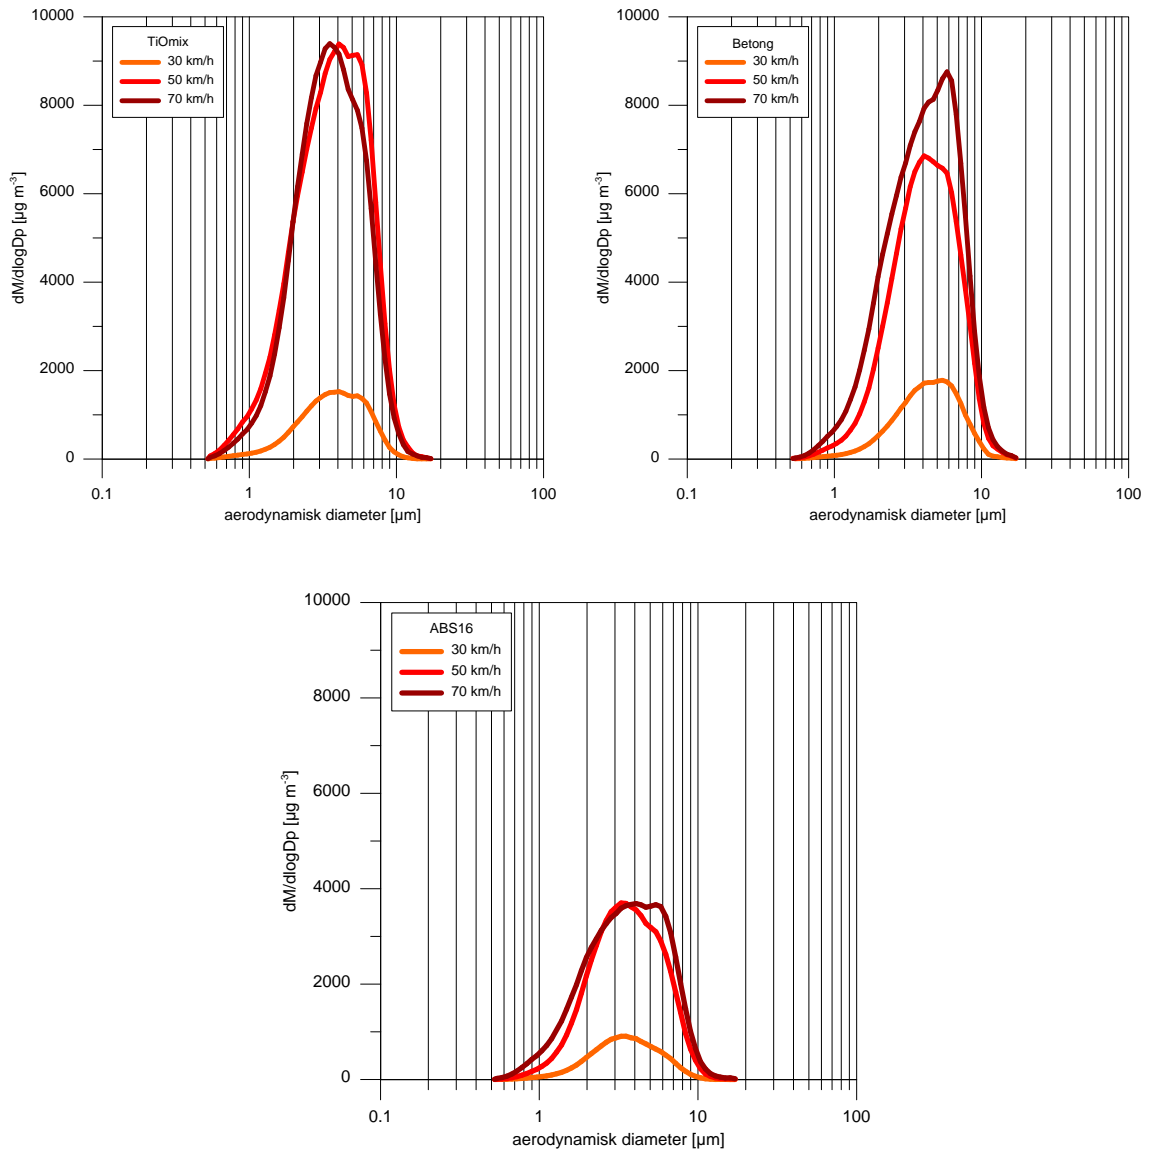 TiOmix
30 km/h
50 km/h
70 km/h
10000
8000
6000
4000
2000
0
dM/dlogDp [µg m-3]
0.1 1 10 100
aerodynamisk diameter [µm]
Betong
30 km/h
50 km/h
70 km/h
10000
8000
6000
4000
2000
0
dM/dlogDp [µg m-3]
0.1 1 10 100
aerodynamisk diameter [µm]
ABS16
30 km/h
50 km/h
70 km/h
10000
8000
6000
4000
2000
0
dM/dlogDp [µg m-3]
0.1 1 10 100
aerodynamisk diameter [µm]